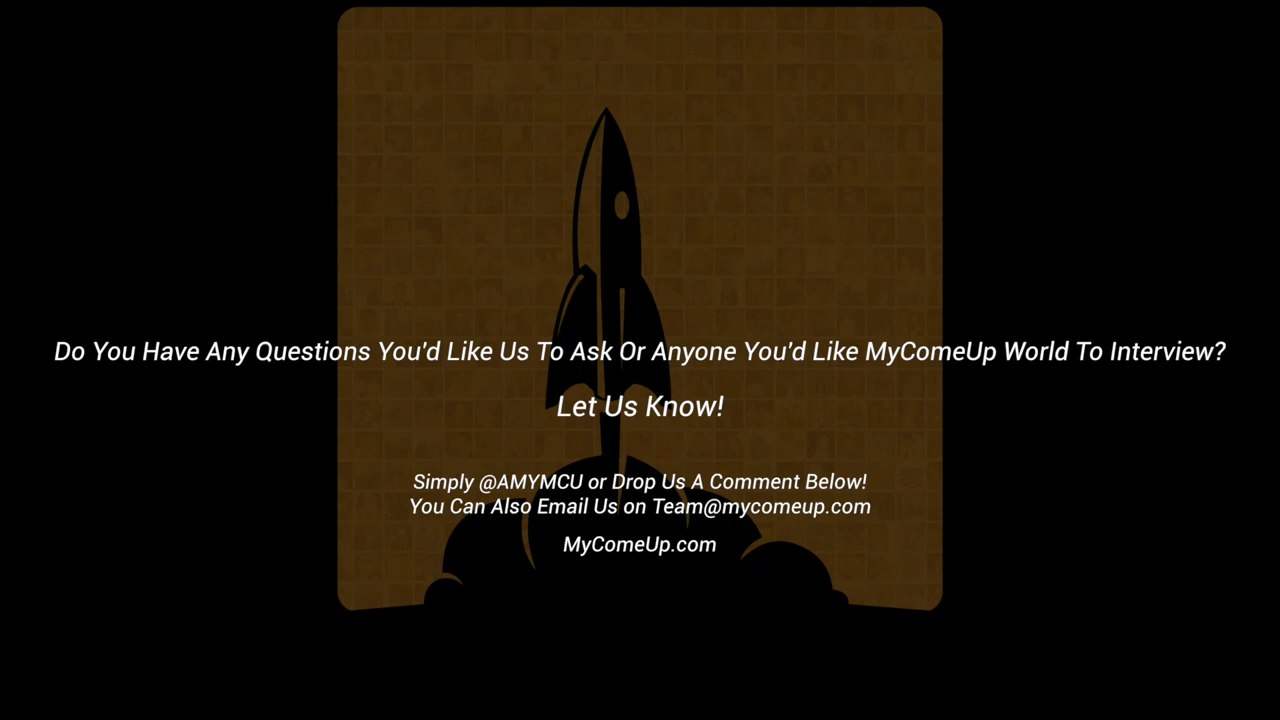 Do You Have Any Questions You'd Like Us To Ask Or Anyone You'd Like MyComeUp World To Interview?
Let Us Know!
Simply @AMYMCU or Drop Us A Comment Below!
You Can Also Email Us on Team@mycomeup.com
MyComeUp.com